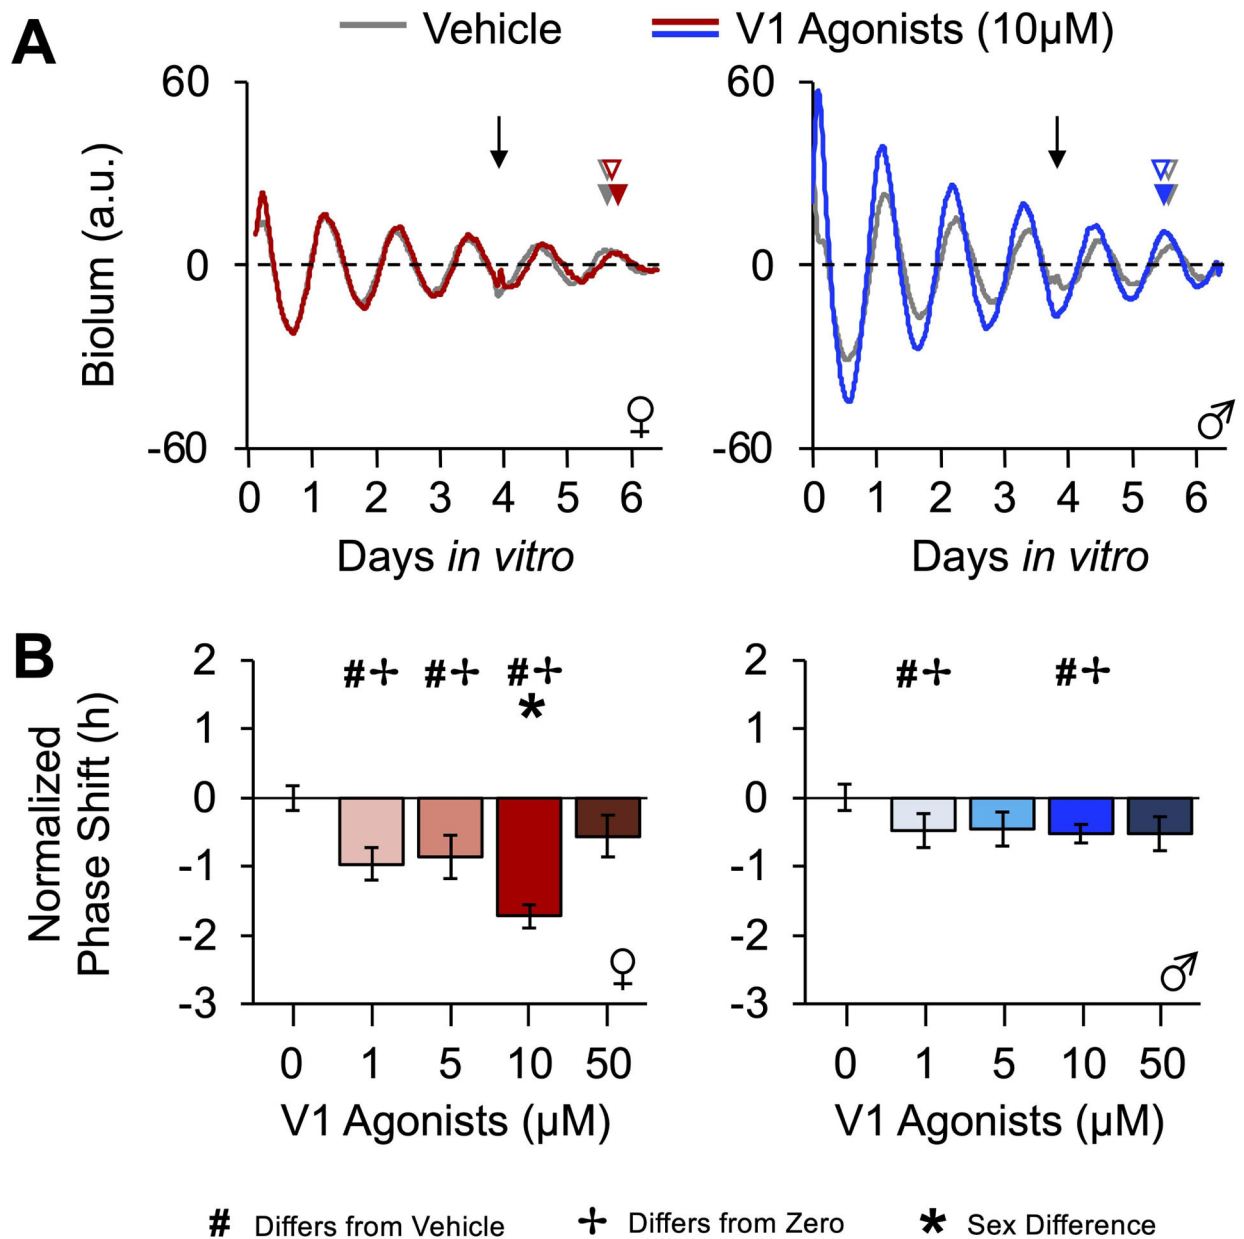 A
Vehicle
V1 Agonists (10µM)
60
0
-60
Biolum (a.u.)
♀
0 1 2 3 4 5 6
Days in vitro
60
0
-60
♂
0 1 2 3 4 5 6
Days in vitro
B
Normalized
Phase Shift (h)
2
1
0
-1
-2
-3
#✢ #✢ #✢
*
♀
0 1 5 10 50
V1 Agonists (µM)
2
1
0
-1
-2
-3
#✢ #✢
♂
0 1 5 10 50
V1 Agonists (µM)
# Differs from Vehicle ✢ Differs from Zero * Sex Difference